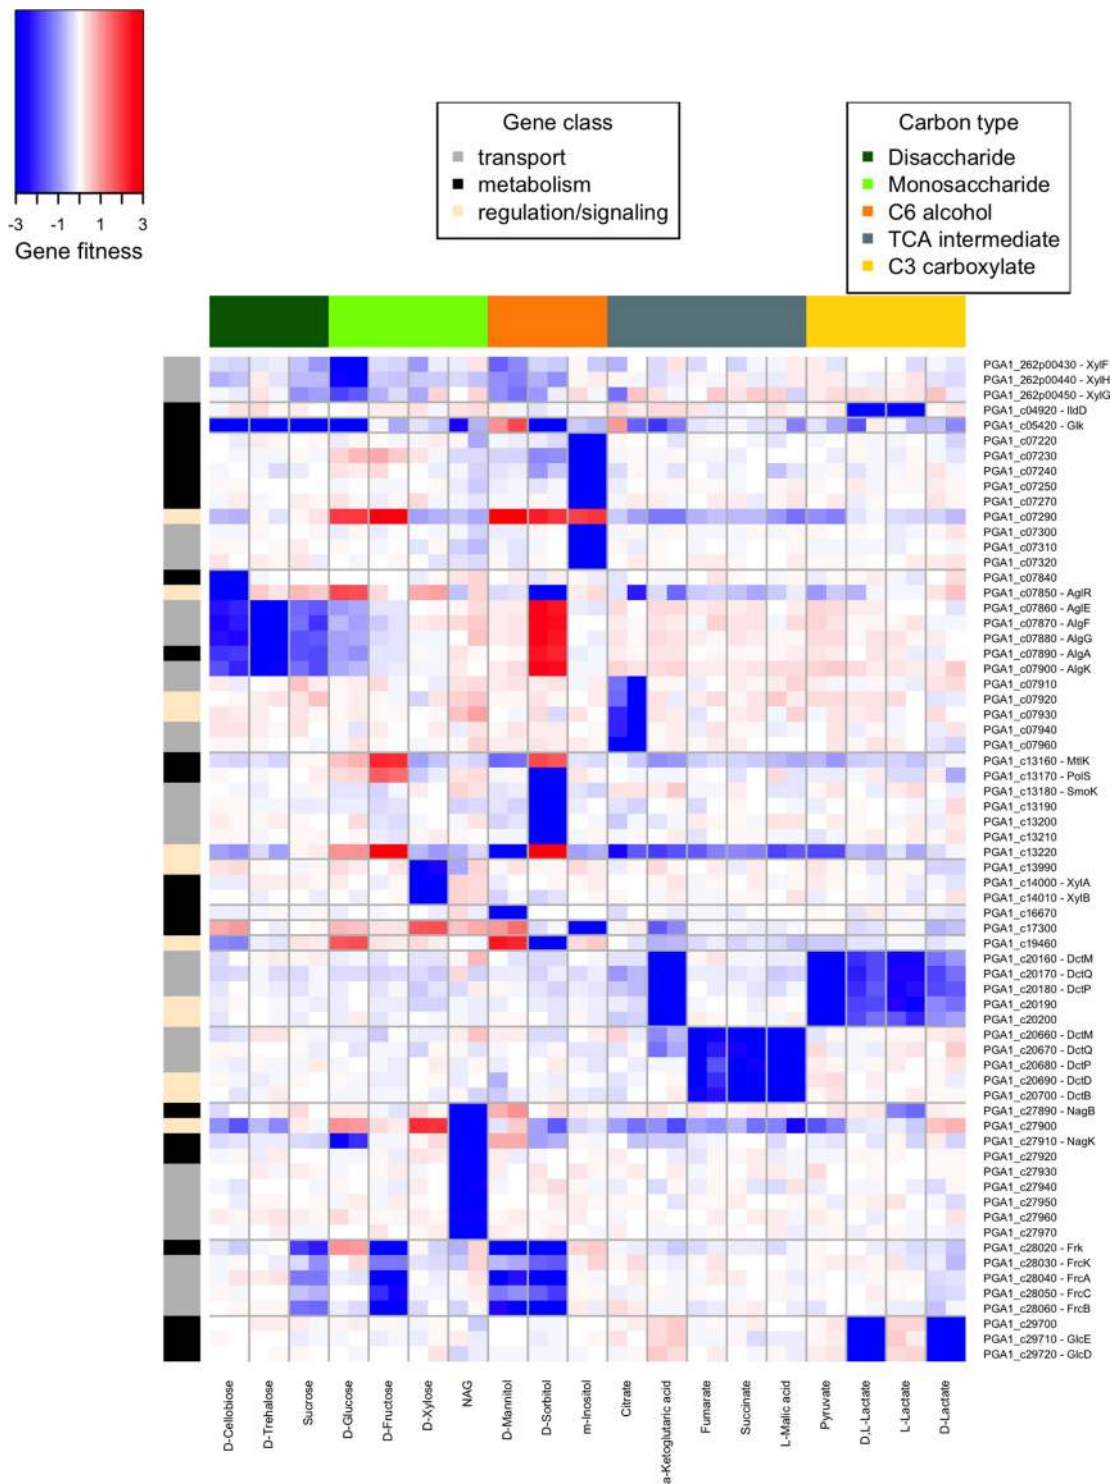 -3 -1 1 3
Gene fitness
Gene class
transport
metabolism
regulation/signaling
Carbon type
Disaccharide
Monosaccharide
C6 alcohol
TCA intermediate
C3 carboxylate
PGA1_262p00430 - XylF
PGA1_262p00440 - XylH
PGA1_262p00450 - XylG
PGA1_c04920 - lldD
PGA1_c05420 - Glk
PGA1_c07220
PGA1_c07230
PGA1_c07240
PGA1_c07250
PGA1_c07270
PGA1_c07290
PGA1_c07300
PGA1_c07310
PGA1_c07320
PGA1_c07840
PGA1_c07850 - AglR
PGA1_c07860 - AglE
PGA1_c07870 - AlgF
PGA1_c07880 - AlgG
PGA1_c07890 - AlgA
PGA1_c07900 - AlgK
PGA1_c07910
PGA1_c07920
PGA1_c07930
PGA1_c07940
PGA1_c07960
PGA1_c13160 - MtlK
PGA1_c13170 - PolS
PGA1_c13180 - SmoK
PGA1_c13190
PGA1_c13200
PGA1_c13210
PGA1_c13220
PGA1_c13990
PGA1_c14000 - XylA
PGA1_c14010 - XylB
PGA1_c16670
PGA1_c17300
PGA1_c19460
PGA1_c20160 - DctM
PGA1_c20170 - DctQ
PGA1_c20180 - DctP
PGA1_c20190
PGA1_c20200
PGA1_c20660 - DctM
PGA1_c20670 - DctQ
PGA1_c20680 - DctP
PGA1_c20690 - DctD
PGA1_c20700 - DctB
PGA1_c27890 - NagB
PGA1_c27900
PGA1_c27910 - NagK
PGA1_c27920
PGA1_c27930
PGA1_c27940
PGA1_c27950
PGA1_c27960
PGA1_c27970
PGA1_c28020 - Frk
PGA1_c28030 - FrcK
PGA1_c28040 - FrcA
PGA1_c28050 - FrcC
PGA1_c28060 - FrcB
PGA1_c29700
PGA1_c29710 - GlcE
PGA1_c29720 - GlcD
D-Cellobiose
D-Trehalose
Sucrose
D-Glucose
D-Fructose
D-Xylose
NAG
D-Mannitol
D-Sorbitol
m-Inositol
Citrate
a-Ketoglutaric acid
Fumarate
Succinate
L-Malic acid
Pyruvate
D,L-Lactate
L-Lactate
D-Lactate